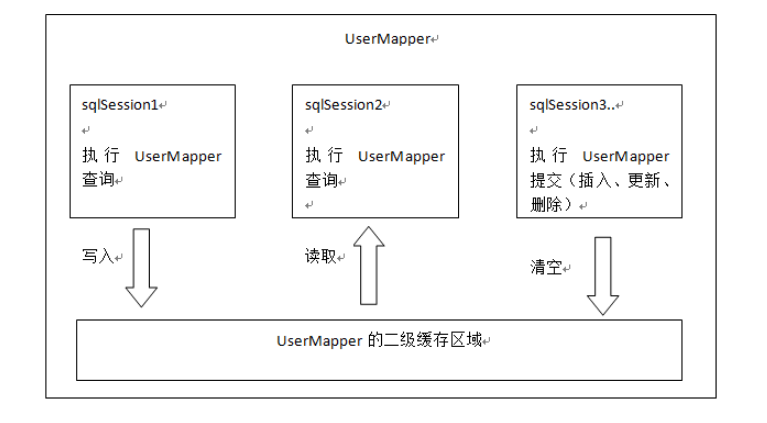 UserMapper
sqlSession1
执行 UserMapper
查询
sqlSession2
执行 UserMapper
查询
sqlSession3..
执行 UserMapper
提交（插入、更新、
删除）
写入
读取
清空
UserMapper 的二级缓存区域